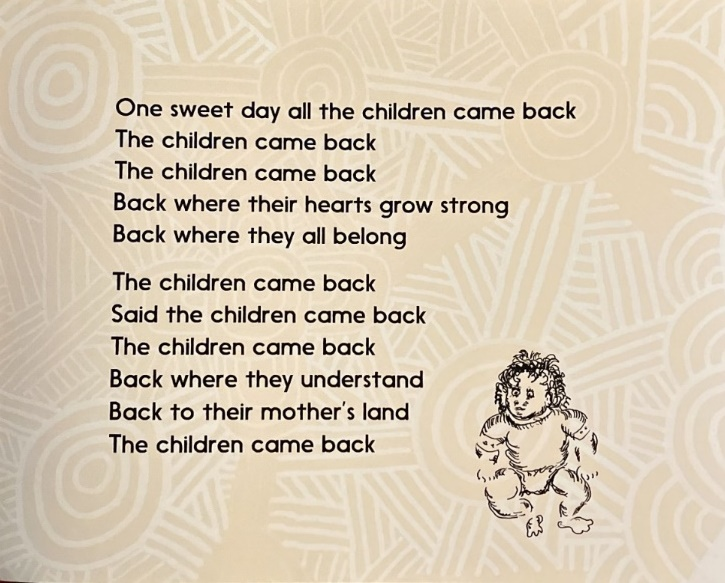 One sweet day all the children came back
The children came back
The children came back
Back where their hearts grow strong
Back where they all belong
The children came back
Said the children came back
The children came back
Back where they understand
Back to their mother's land
The children came back